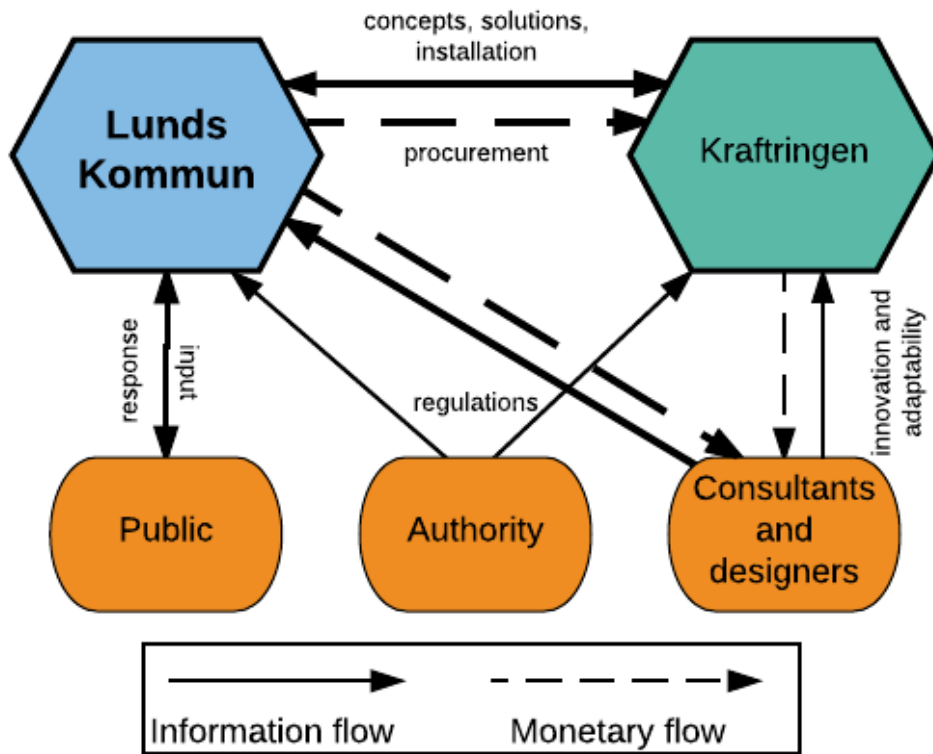 concepts, solutions,
installation
Lunds
Kommun
procurement
Kraftringen
response
input
regulations
innovation and
adaptability
Public
Authority
Consultants
and
designers
Information flow
Monetary flow